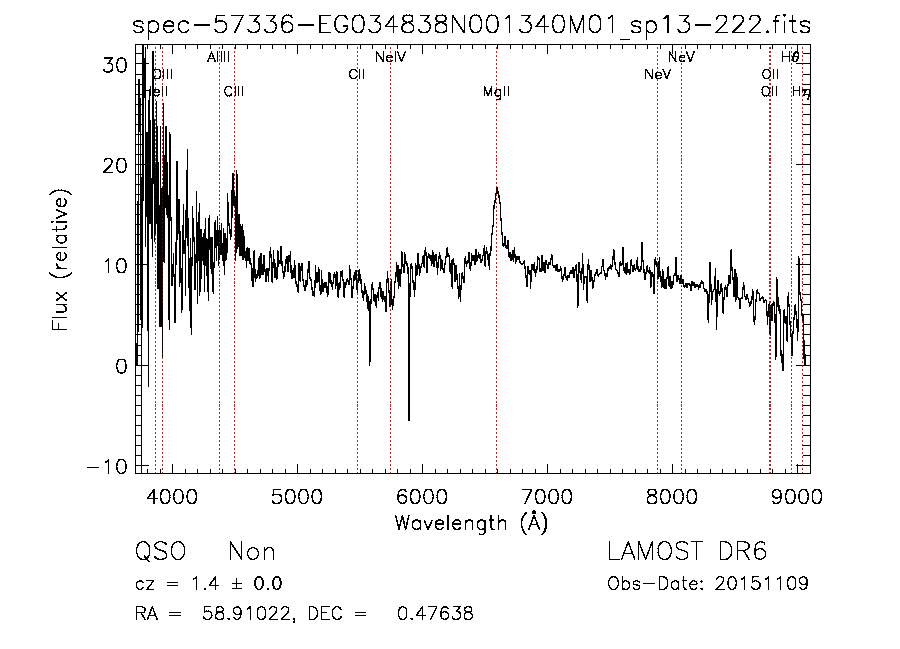 spec-57336-EG034838N001340M01_sp13-222.fits
AlIII NeIV NeV Hθ
OIII CII NeV OII
HeII CIII MgII OII Hη
30
20
10
0
-10
Flux (relative)
4000 5000 6000 7000 8000 9000
Wavelength (Å)
QSO Non LAMOST DR6
cz = 1.4 ± 0.0 Obs-Date: 20151109
RA = 58.91022, DEC = 0.47638